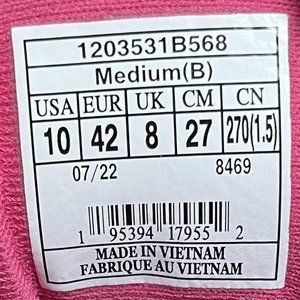 1203531B568
Medium(B)
USA EUR UK CM CN
10 42 8 27 270(1.5)
07/22 8469
1 95394 17955 2
MADE IN VIETNAM
FABRIQUE AU VIETNAM